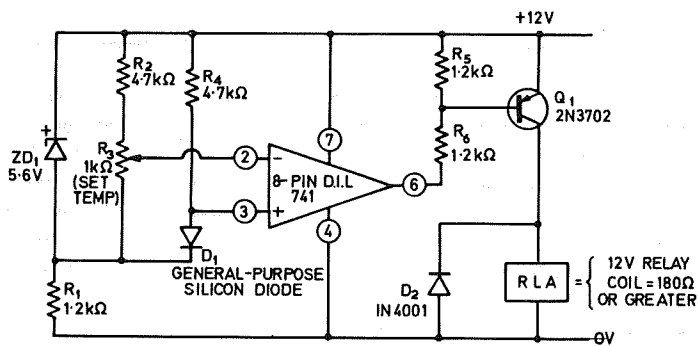 +12V
R2
4.7kΩ
R4
4.7kΩ
R5
1.2kΩ
Q1
2N3702
+
ZD1
5.6V
R3
1kΩ
(SET
TEMP)
2
-
7
8-PIN D.I.L
741
6
R6
1.2kΩ
3
+
4
D1
GENERAL-PURPOSE
SILICON DIODE
R1
1.2kΩ
D2
IN4001
RLA
=
12V RELAY
COIL = 180Ω
OR GREATER
0V